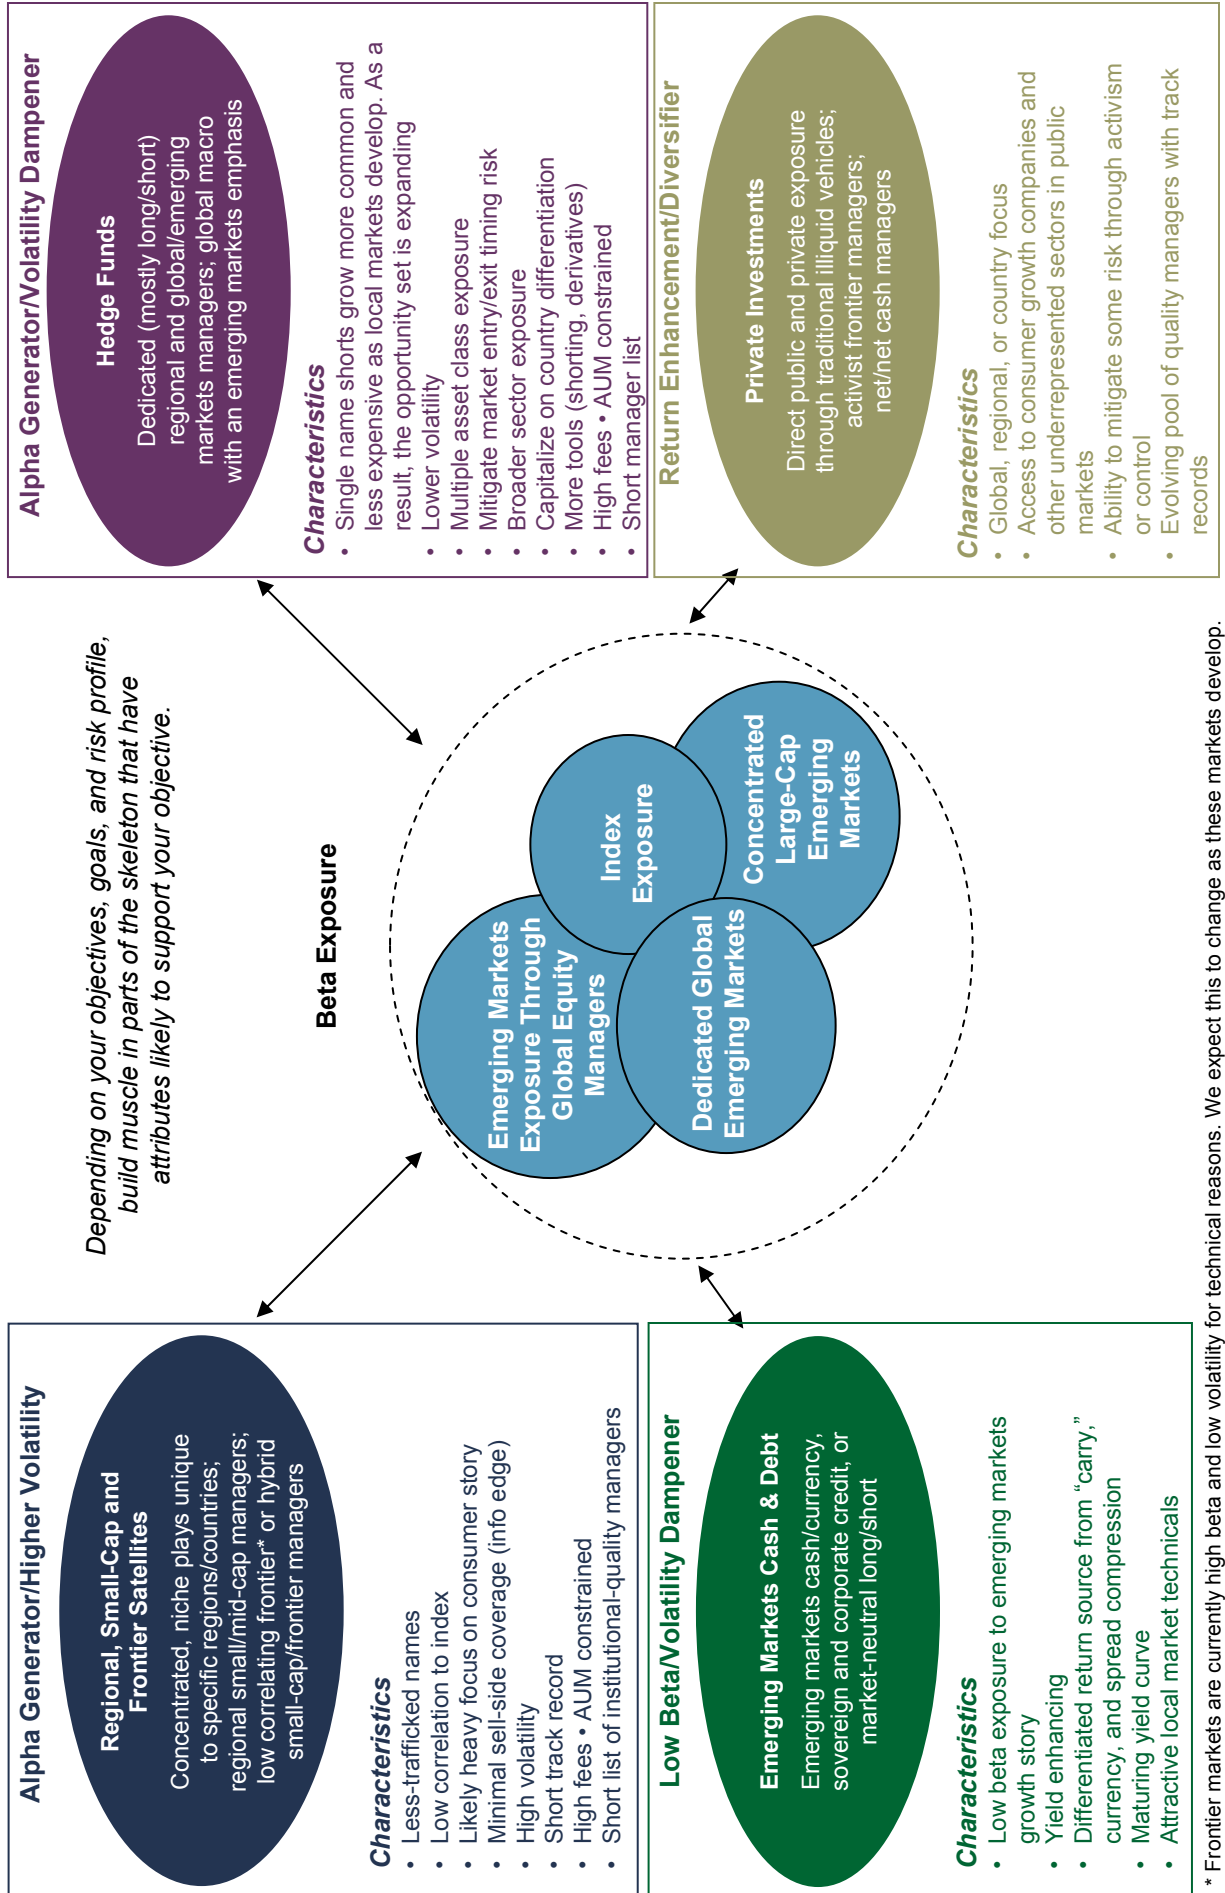 Alpha Generator/Higher Volatility
Regional, Small-Cap and
Frontier Satellites
Concentrated, niche plays unique
to specific regions/countries;
regional small/mid-cap managers;
low correlating frontier* or hybrid
small-cap/frontier managers
Characteristics
• Less-trafficked names
• Low correlation to index
• Likely heavy focus on consumer story
• Minimal sell-side coverage (info edge)
• High volatility
• Short track record
• High fees • AUM constrained
• Short list of institutional-quality managers
Depending on your objectives, goals, and risk profile,
build muscle in parts of the skeleton that have
attributes likely to support your objective.
Alpha Generator/Volatility Dampener
Hedge Funds
Dedicated (mostly long/short)
regional and global/emerging
markets managers; global macro
with an emerging markets emphasis
Characteristics
• Single name shorts grow more common and
less expensive as local markets develop. As a
result, the opportunity set is expanding
• Lower volatility
• Multiple asset class exposure
• Mitigate market entry/exit timing risk
• Broader sector exposure
• Capitalize on country differentiation
• More tools (shorting, derivatives)
• High fees • AUM constrained
• Short manager list
Beta Exposure
Emerging Markets
Exposure Through
Global Equity
Managers
Index
Exposure
Dedicated Global
Emerging Markets
Concentrated
Large-Cap
Emerging
Markets
Low Beta/Volatility Dampener
Emerging Markets Cash & Debt
Emerging markets cash/currency,
sovereign and corporate credit, or
market-neutral long/short
Characteristics
• Low beta exposure to emerging markets
growth story
• Yield enhancing
• Differentiated return source from “carry,”
currency, and spread compression
• Maturing yield curve
• Attractive local market technicals
Return Enhancement/Diversifier
Private Investments
Direct public and private exposure
through traditional illiquid vehicles;
activist frontier managers;
net/net cash managers
Characteristics
• Global, regional, or country focus
• Access to consumer growth companies and
other underrepresented sectors in public
markets
• Ability to mitigate some risk through activism
or control
• Evolving pool of quality managers with track
records
* Frontier markets are currently high beta and low volatility for technical reasons. We expect this to change as these markets develop.